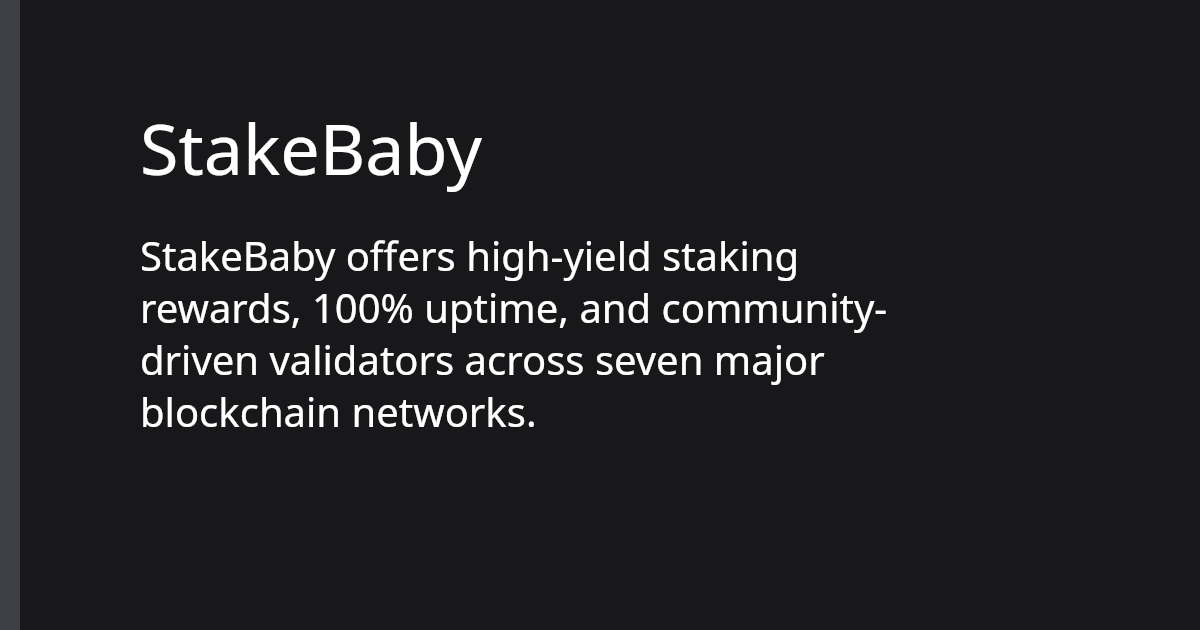 StakeBaby
StakeBaby offers high-yield staking
rewards, 100% uptime, and community-
driven validators across seven major
blockchain networks.